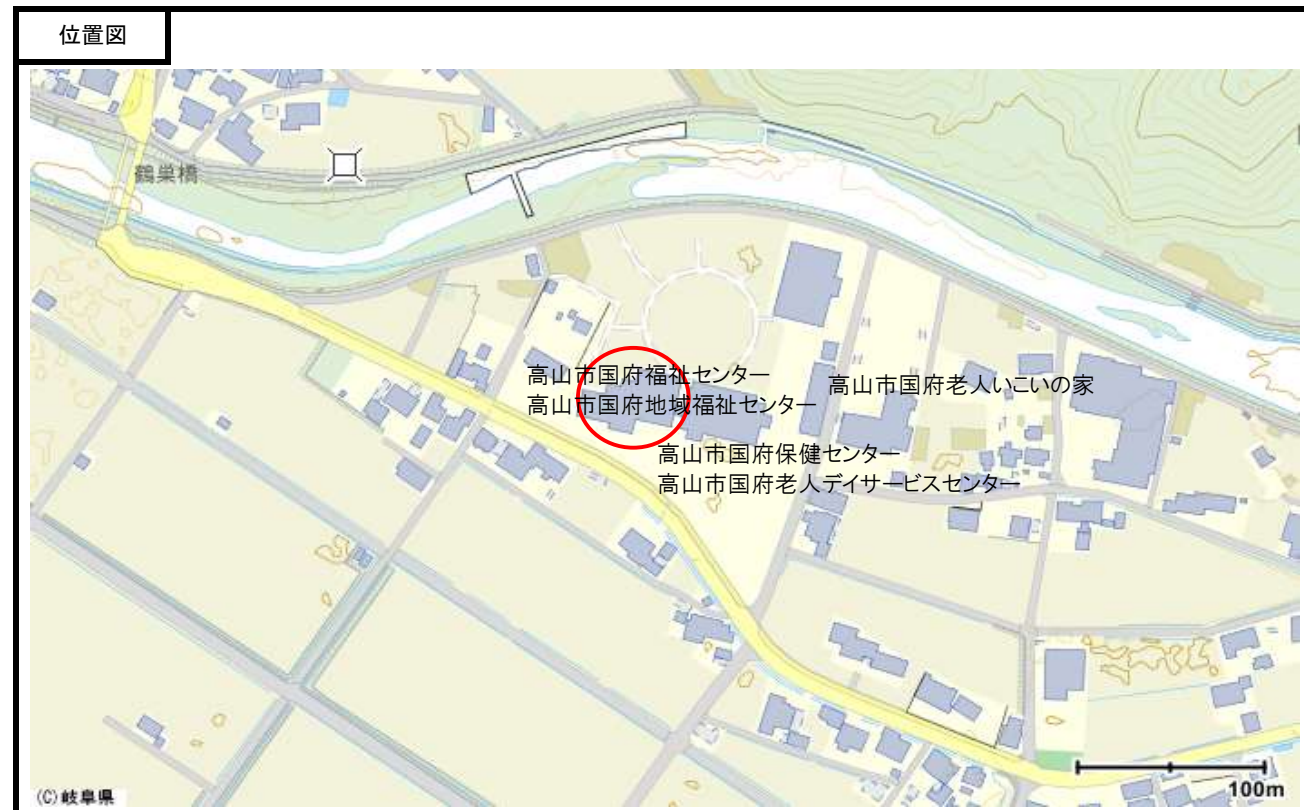 位置図
鶴巣橋
高山市国府福祉センター
高山市国府地域福祉センター
高山市国府老人いこいの家
高山市国府保健センター
高山市国府老人デイサービスセンター
(C)岐阜県
100m